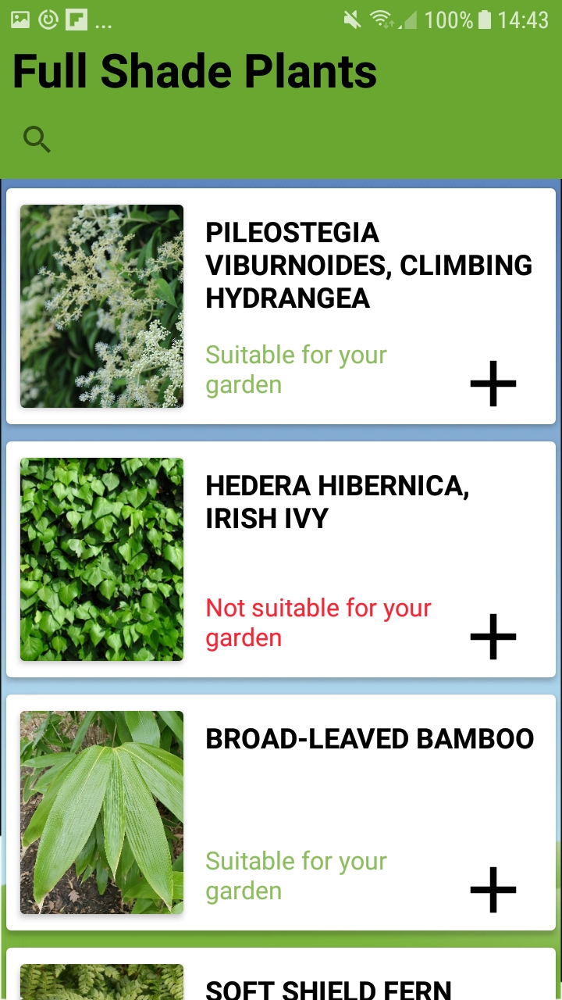 ... 100% 14:43
Full Shade Plants
PILEOSTEGIA
VIBURNOIDES, CLIMBING
HYDRANGEA
Suitable for your
garden
HEDERA HIBERNICA,
IRISH IVY
Not suitable for your
garden
BROAD-LEAVED BAMBOO
Suitable for your
garden
SOFT SHIELD FERN